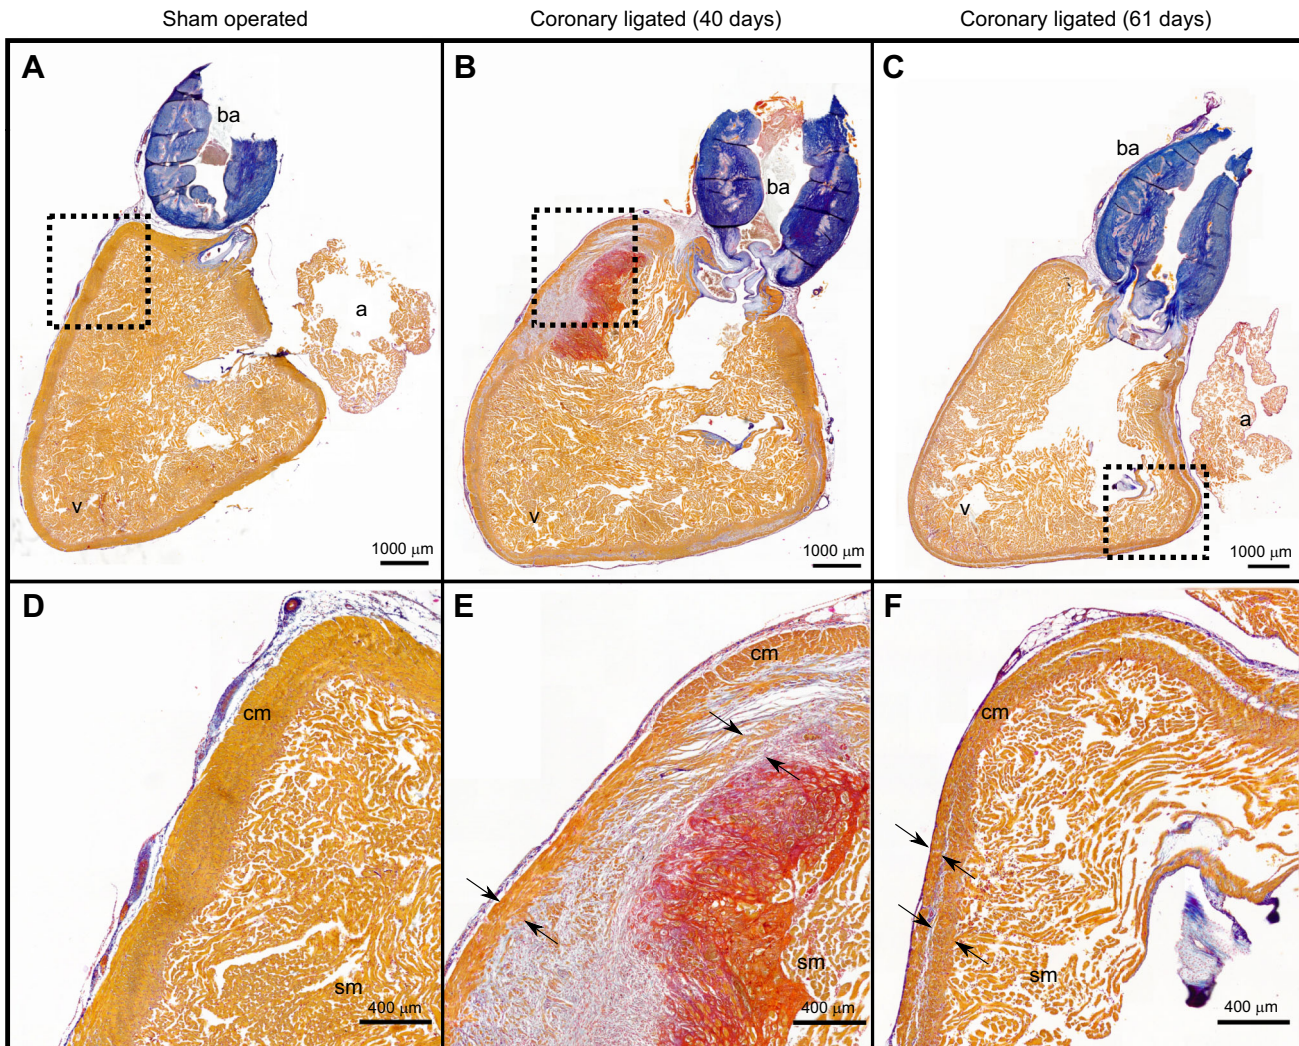 Sham operated
Coronary ligated (40 days)
Coronary ligated (61 days)
A
ba
a
v
1000 μm
B
ba
v
1000 μm
C
ba
a
v
1000 μm
D
cm
sm
400 μm
E
cm
sm
400 μm
F
cm
sm
400 μm